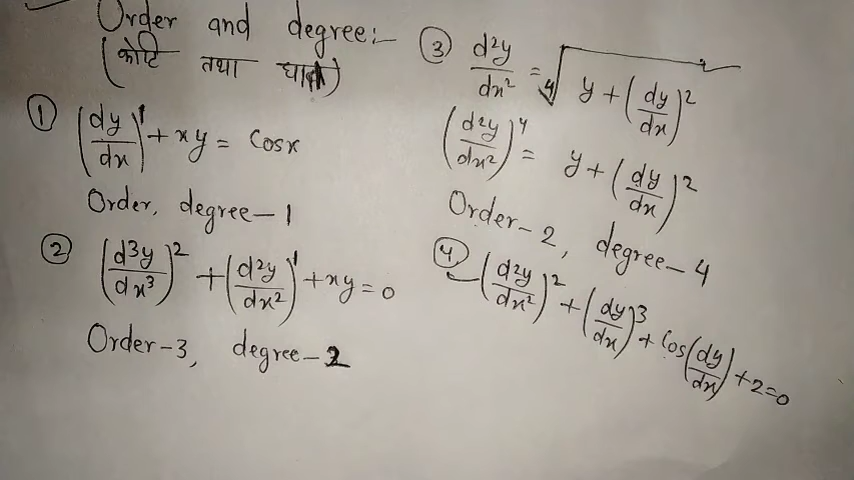 Order and degree:-
(कोटि तथा घात)
① (dy/dx)¹ + xy = Cosx
Order, degree-1
② (d³y/dx³)² + (d²y/dx²)¹ + xy = 0
Order-3, degree-2
③ d²y/dx² = ⁴√(y + (dy/dx)²)
(d²y/dx²)⁴ = y + (dy/dx)²
Order-2, degree-4
④ (d²y/dx²)² + (dy/dx)³ + Cos(dy/dx) + 2 = 0